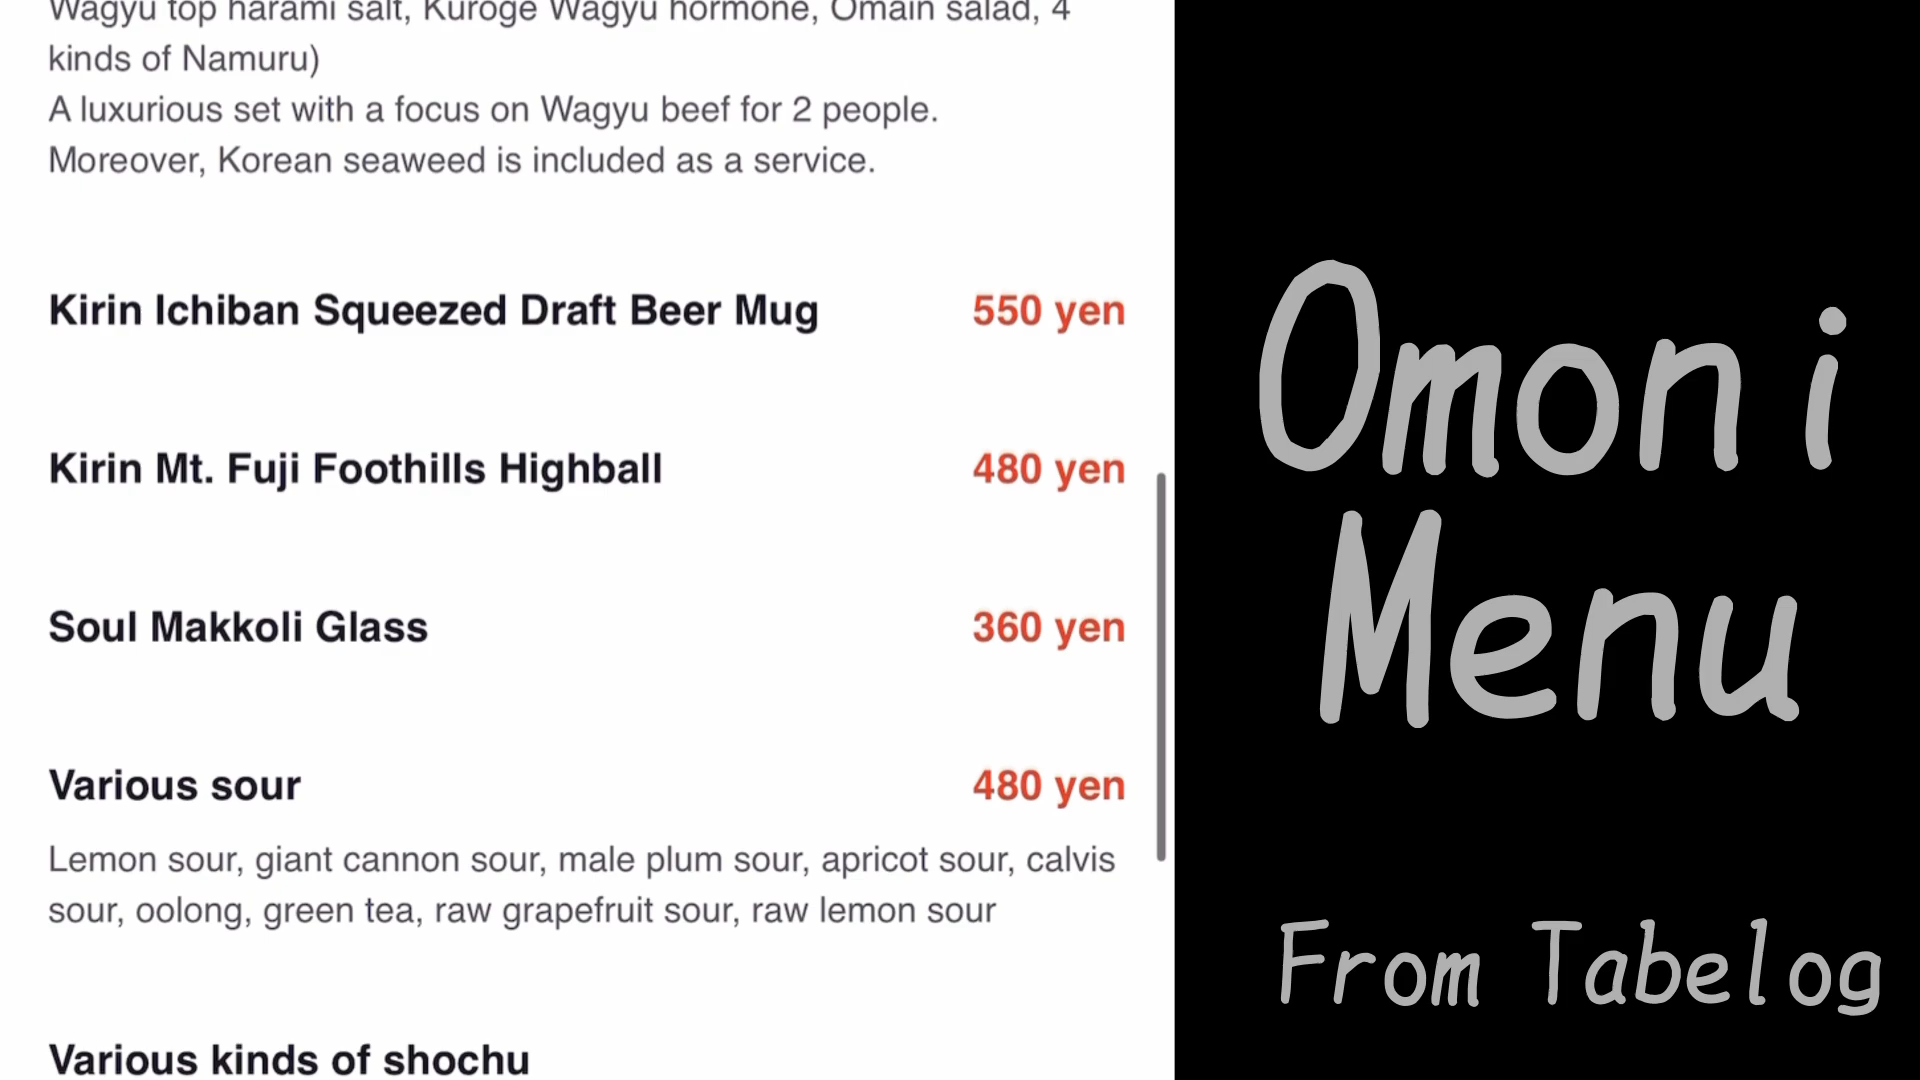 Wagyu top harami salt, Kuroge Wagyu hormone, Omain salad, 4
kinds of Namuru)
A luxurious set with a focus on Wagyu beef for 2 people.
Moreover, Korean seaweed is included as a service.
Kirin Ichiban Squeezed Draft Beer Mug 550 yen
Kirin Mt. Fuji Foothills Highball 480 yen
Soul Makkoli Glass 360 yen
Various sour 480 yen
Lemon sour, giant cannon sour, male plum sour, apricot sour, calvis
sour, oolong, green tea, raw grapefruit sour, raw lemon sour
Various kinds of shochu
Omoni
Menu
From Tabelog